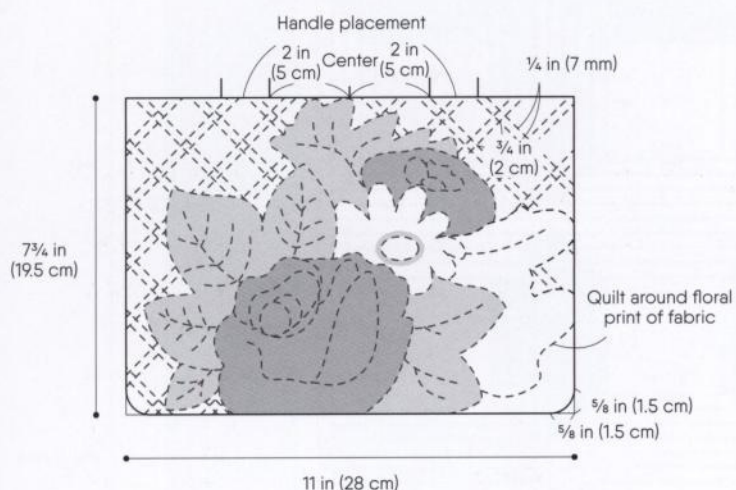 Handle placement
2 in
(5 cm)
Center
2 in
(5 cm)
¼ in (7 mm)
¾ in
(2 cm)
7¾ in
(19.5 cm)
Quilt around floral
print of fabric
⅝ in (1.5 cm)
⅝ in (1.5 cm)
11 in (28 cm)